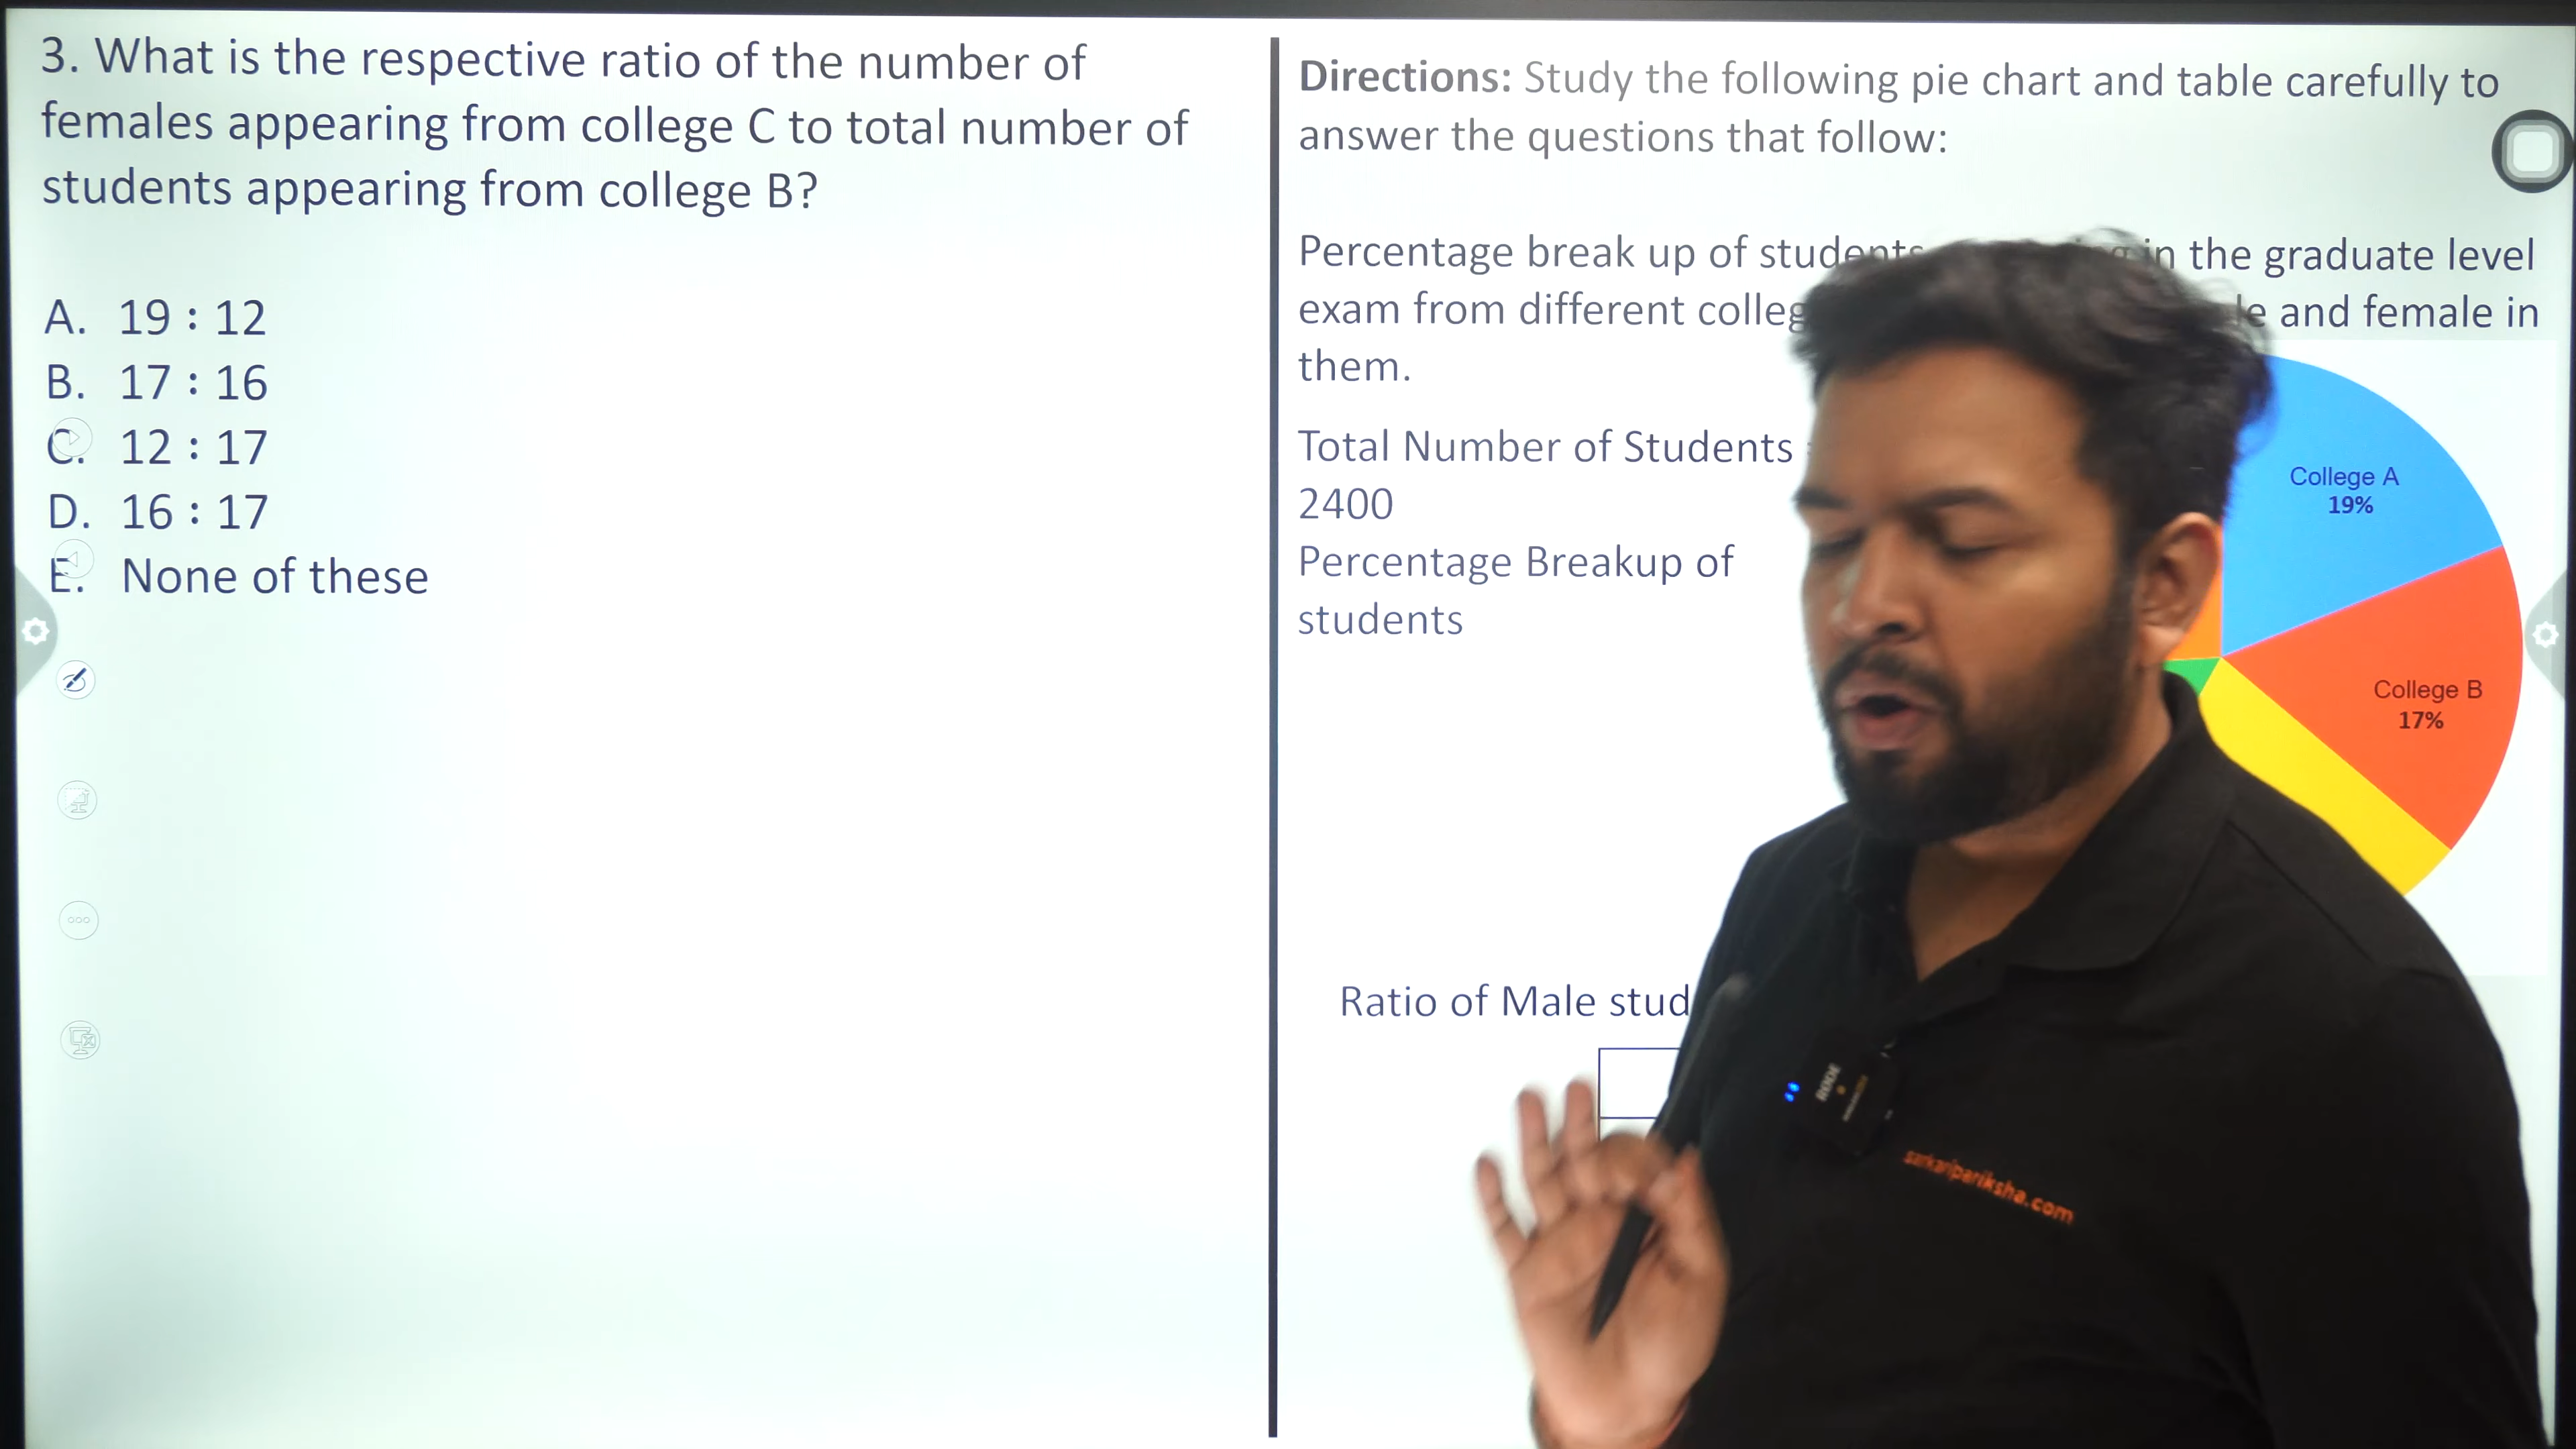 3. What is the respective ratio of the number of
females appearing from college C to total number of
students appearing from college B?
A. 19 : 12
B. 17 : 16
C. 12 : 17
D. 16 : 17
E. None of these
Directions: Study the following pie chart and table carefully to
answer the questions that follow:
Percentage break up of students in the graduate level
exam from different and female in
them.
Total Number of Students
2400
Percentage Breakup of
students
College A
19%
College B
17%
Ratio of Male
RODE
sarkaripariksha.com